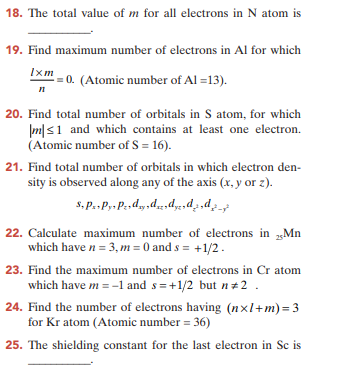 18. The total value of m for all electrons in N atom is
____________.
19. Find maximum number of electrons in Al for which
l×m/n = 0. (Atomic number of Al =13).
20. Find total number of orbitals in S atom, for which
|m| ≤ 1 and which contains at least one electron.
(Atomic number of S = 16).
21. Find total number of orbitals in which electron den-
sity is observed along any of the axis (x, y or z).
s, pₓ, p_y, p_z, d_xy, d_xz, d_yz, d_z², d_x²₋y²
22. Calculate maximum number of electrons in ₂₅Mn
which have n = 3, m = 0 and s = +1/2 .
23. Find the maximum number of electrons in Cr atom
which have m = –1 and s = +1/2 but n ≠ 2 .
24. Find the number of electrons having (n×l+m) = 3
for Kr atom (Atomic number = 36)
25. The shielding constant for the last electron in Sc is
____________.